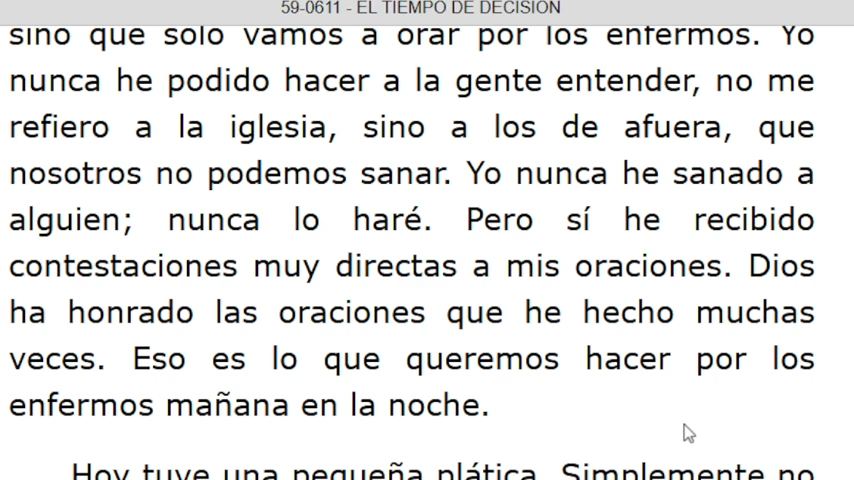 59-0611 - EL TIEMPO DE DECISIÓN
sino que solo vamos a orar por los enfermos. Yo
nunca he podido hacer a la gente entender, no me
refiero a la iglesia, sino a los de afuera, que
nosotros no podemos sanar. Yo nunca he sanado a
alguien; nunca lo haré. Pero sí he recibido
contestaciones muy directas a mis oraciones. Dios
ha honrado las oraciones que he hecho muchas
veces. Eso es lo que queremos hacer por los
enfermos mañana en la noche.
Hoy tuve una pequeña plática. Simplemente no